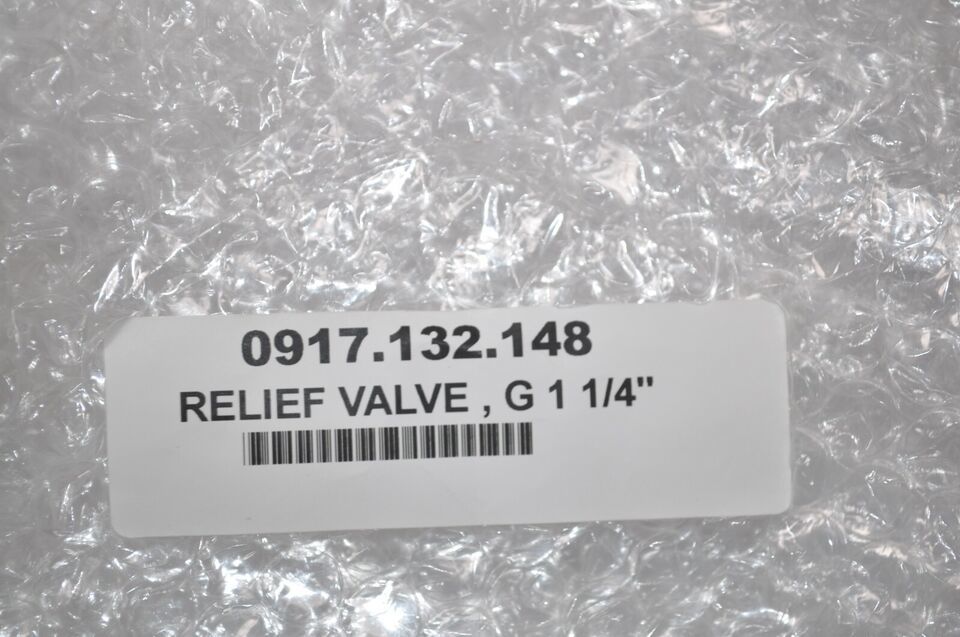 0917.132.148
RELIEF VALVE , G 1 1/4"